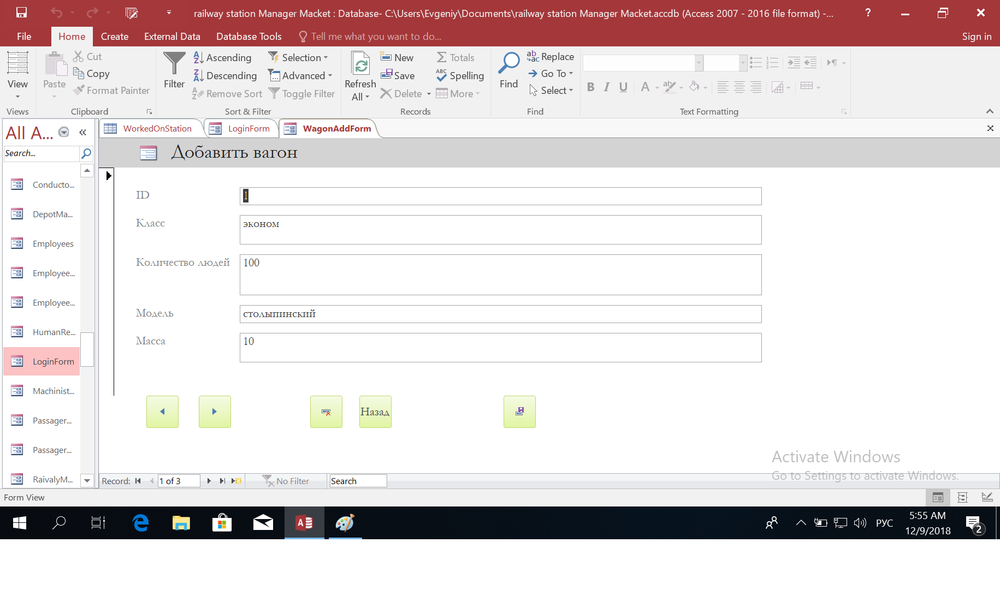 railway station Manager Macket : Database- C:\Users\Evgeniy\Documents\railway station Manager Macket.accdb (Access 2007 - 2016 file format) -...
?
File Home Create External Data Database Tools Tell me what you want to do... Sign in
View
Views
Paste
Cut
Copy
Format Painter
Clipboard
Filter
Ascending
Descending
Remove Sort
Selection
Advanced
Toggle Filter
Sort & Filter
Refresh
All
New
Save
Delete
Totals
Spelling
More
Records
Find
Replace
Go To
Select
Find
B I U A
Text Formatting
All A...
Search...
Conducto...
DepotMa...
Employees
Employee...
Employee...
HumanRe...
LoginForm
Machinist...
Passager...
Passager...
RaivalyM...
WorkedOnStation LoginForm WagonAddForm
Добавить вагон
ID 1
Класс эконом
Количество людей 100
Модель столыпинский
Масса 10
Назад
Activate Windows
Go to Settings to activate Windows.
Record: 1 of 3 No Filter Search
Form View
РУС
5:55 AM
12/9/2018
2